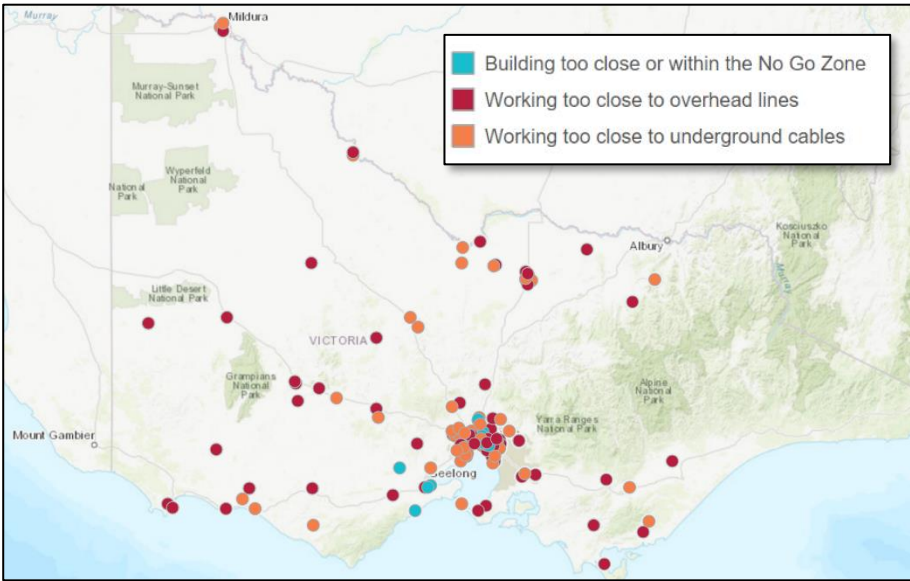 Murray
Mildura
Building too close or within the No Go Zone
Working too close to overhead lines
Working too close to underground cables
Murray-Sunset
National Park
Wyperfeld
National
Park
National
Park
Kosciuszko
National
Park
Albury
Murray
Little Desert
National Park
VICTORIA
Grampians
National
Park
Alpine
National
Park
Yarra Ranges
National Park
Mount Gambier
Geelong